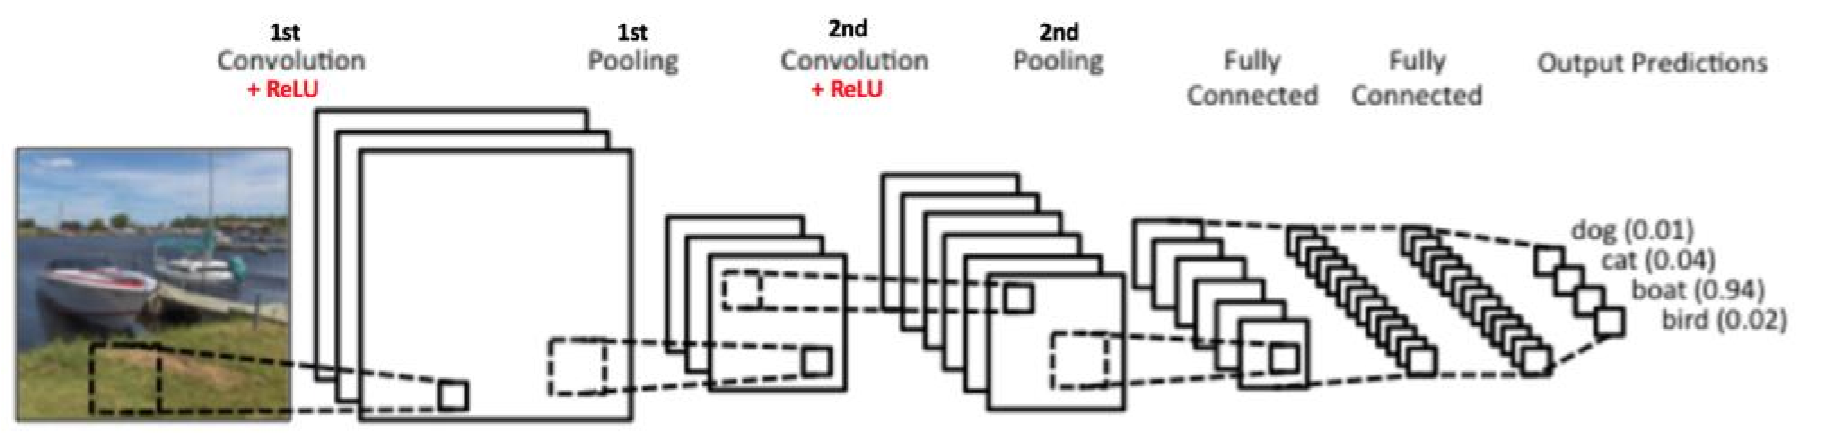 1st
Convolution
+ ReLU
1st
Pooling
2nd
Convolution
+ ReLU
2nd
Pooling
Fully
Connected
Fully
Connected
Output Predictions
dog (0.01)
cat (0.04)
boat (0.94)
bird (0.02)